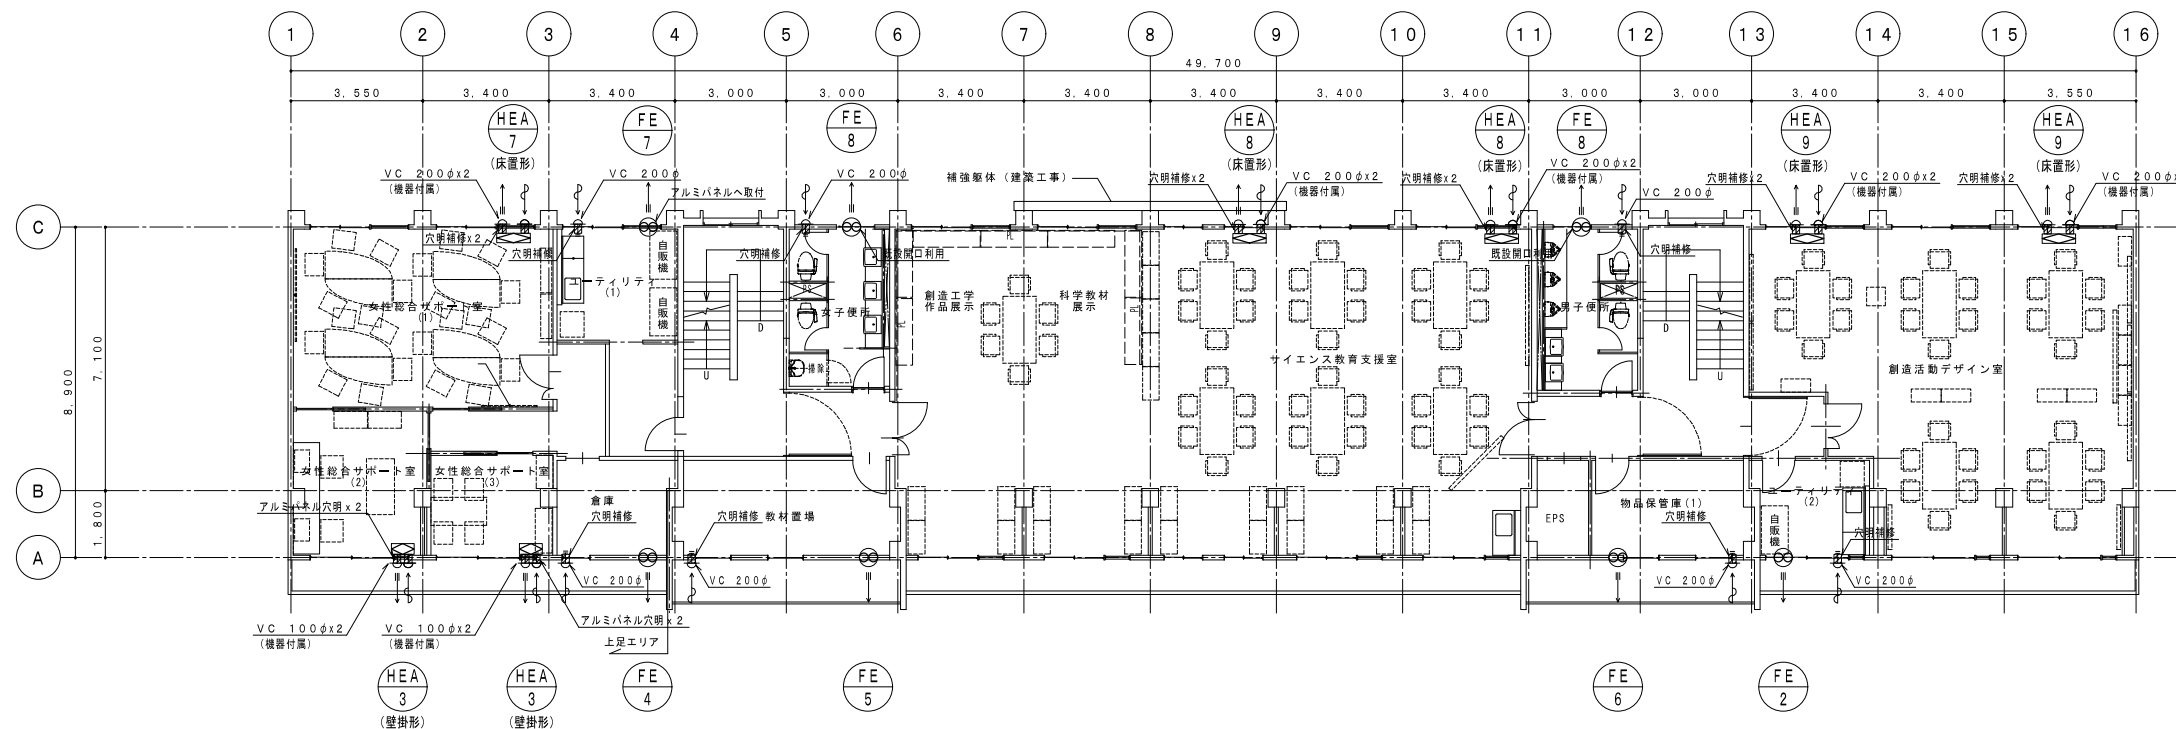 1 2 3 4 5 6 7 8 9 10 11 12 13 14 15 16
49,700
3,550 3,400 3,400 3,000 3,000 3,400 3,400 3,400 3,400 3,400 3,000 3,000 3,400 3,400 3,550
HEA
7
(床置形)
FE
7
FE
8
HEA
8
(床置形)
HEA
8
(床置形)
FE
8
HEA
9
(床置形)
HEA
9
(床置形)
VC 200φx2
(機器付属)
VC 200φ
アルミパネルへ取付
VC 200φ
補強躯体(建築工事)
穴明補修x2
VC 200φx2
(機器付属)
穴明補修x2
VC 200φx2
(機器付属)
VC 200φ
穴明補修x2
VC 200φx2
(機器付属)
穴明補修x2
VC 200φx
(機器付属)
C
穴明補修x2
穴明補修
自販機
穴明補修
既設開口利用
既設開口利用
穴明補修
女性総合サポート室
(1)
ユーティリティ
(1)
自販機
PS
女子便所
掃除
D
U
PL
PL
PL
創造工学
作品展示
科学教材
展示
サイエンス教育支援室
PS
男子便所
D
U
創造活動デザイン室
8,900
7,100
1,800
女性総合サポート室
(2)
女性総合サポート室
(3)
B
アルミパネル穴明x2
倉庫
穴明補修
穴明補修
教材置場
EPS
物品保管庫(1)
穴明補修
ユーティリティ
(2)
自販機
穴明補修
A
VC 200φ
VC 200φ
VC 200φ
VC 200φ
VC 100φx2
(機器付属)
VC 100φx2
(機器付属)
アルミパネル穴明x2
上足エリア
HEA
3
(壁掛形)
HEA
3
(壁掛形)
FE
4
FE
5
FE
6
FE
2